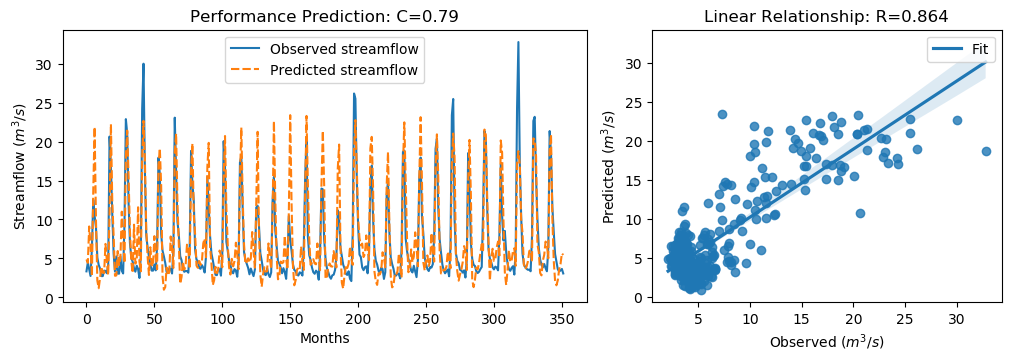 Performance Prediction: C=0.79
Streamflow (m³/s)
30
25
20
15
10
5
0
Observed streamflow
Predicted streamflow
0 50 100 150 200 250 300 350
Months
Linear Relationship: R=0.864
Predicted (m³/s)
30
25
20
15
10
5
0
Fit
5 10 15 20 25 30
Observed (m³/s)